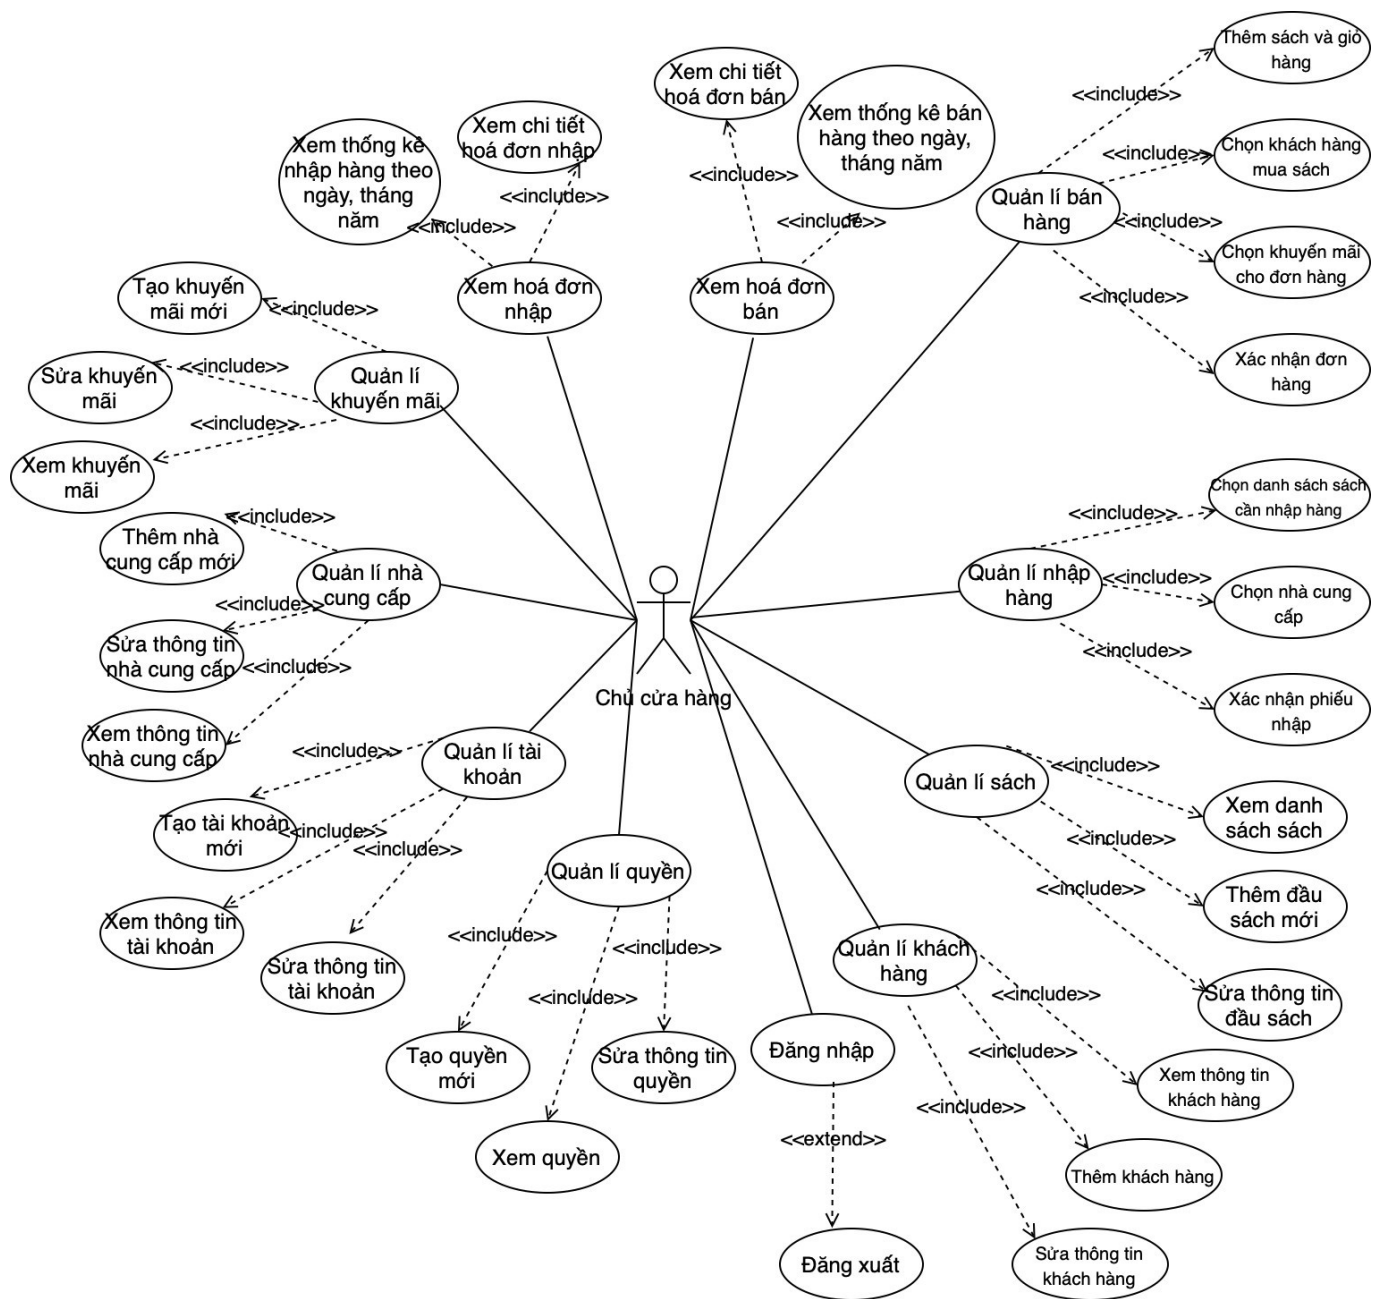 Thêm sách và giỏ
hàng
<<include>>
Chọn khách hàng
mua sách
<<include>>
Quản lí bán
hàng
<<include>>
Chọn khuyến mãi
cho đơn hàng
<<include>>
Xác nhận đơn
hàng
Xem chi tiết
hoá đơn bán
<<include>>
Xem thống kê bán
hàng theo ngày,
tháng năm
<<include>>
Xem hoá đơn
bán
Xem chi tiết
hoá đơn nhập
<<include>>
Xem thống kê
nhập hàng theo
ngày, tháng
năm
<<include>>
Xem hoá đơn
nhập
Tạo khuyến
mãi mới
<<include>>
Sửa khuyến
mãi
<<include>>
Quản lí
khuyến mãi
<<include>>
Xem khuyến
mãi
Thêm nhà
cung cấp mới
<<include>>
Quản lí nhà
cung cấp
<<include>>
Sửa thông tin
nhà cung cấp
<<include>>
Xem thông tin
nhà cung cấp
Chủ cửa hàng
Chọn danh sách sách
cần nhập hàng
<<include>>
Quản lí nhập
hàng
<<include>>
Chọn nhà cung
cấp
<<include>>
Xác nhận phiếu
nhập
Quản lí tài
khoản
<<include>>
Tạo tài khoản
mới
<<include>>
<<include>>
Xem thông tin
tài khoản
Sửa thông tin
tài khoản
Quản lí quyền
<<include>>
<<include>>
<<include>>
Tạo quyền
mới
Sửa thông tin
quyền
Xem quyền
Quản lí sách
<<include>>
Xem danh
sách sách
<<include>>
<<include>>
Thêm đầu
sách mới
Sửa thông tin
đầu sách
Quản lí khách
hàng
<<include>>
<<include>>
<<include>>
Xem thông tin
khách hàng
Thêm khách hàng
Sửa thông tin
khách hàng
Đăng nhập
<<extend>>
Đăng xuất